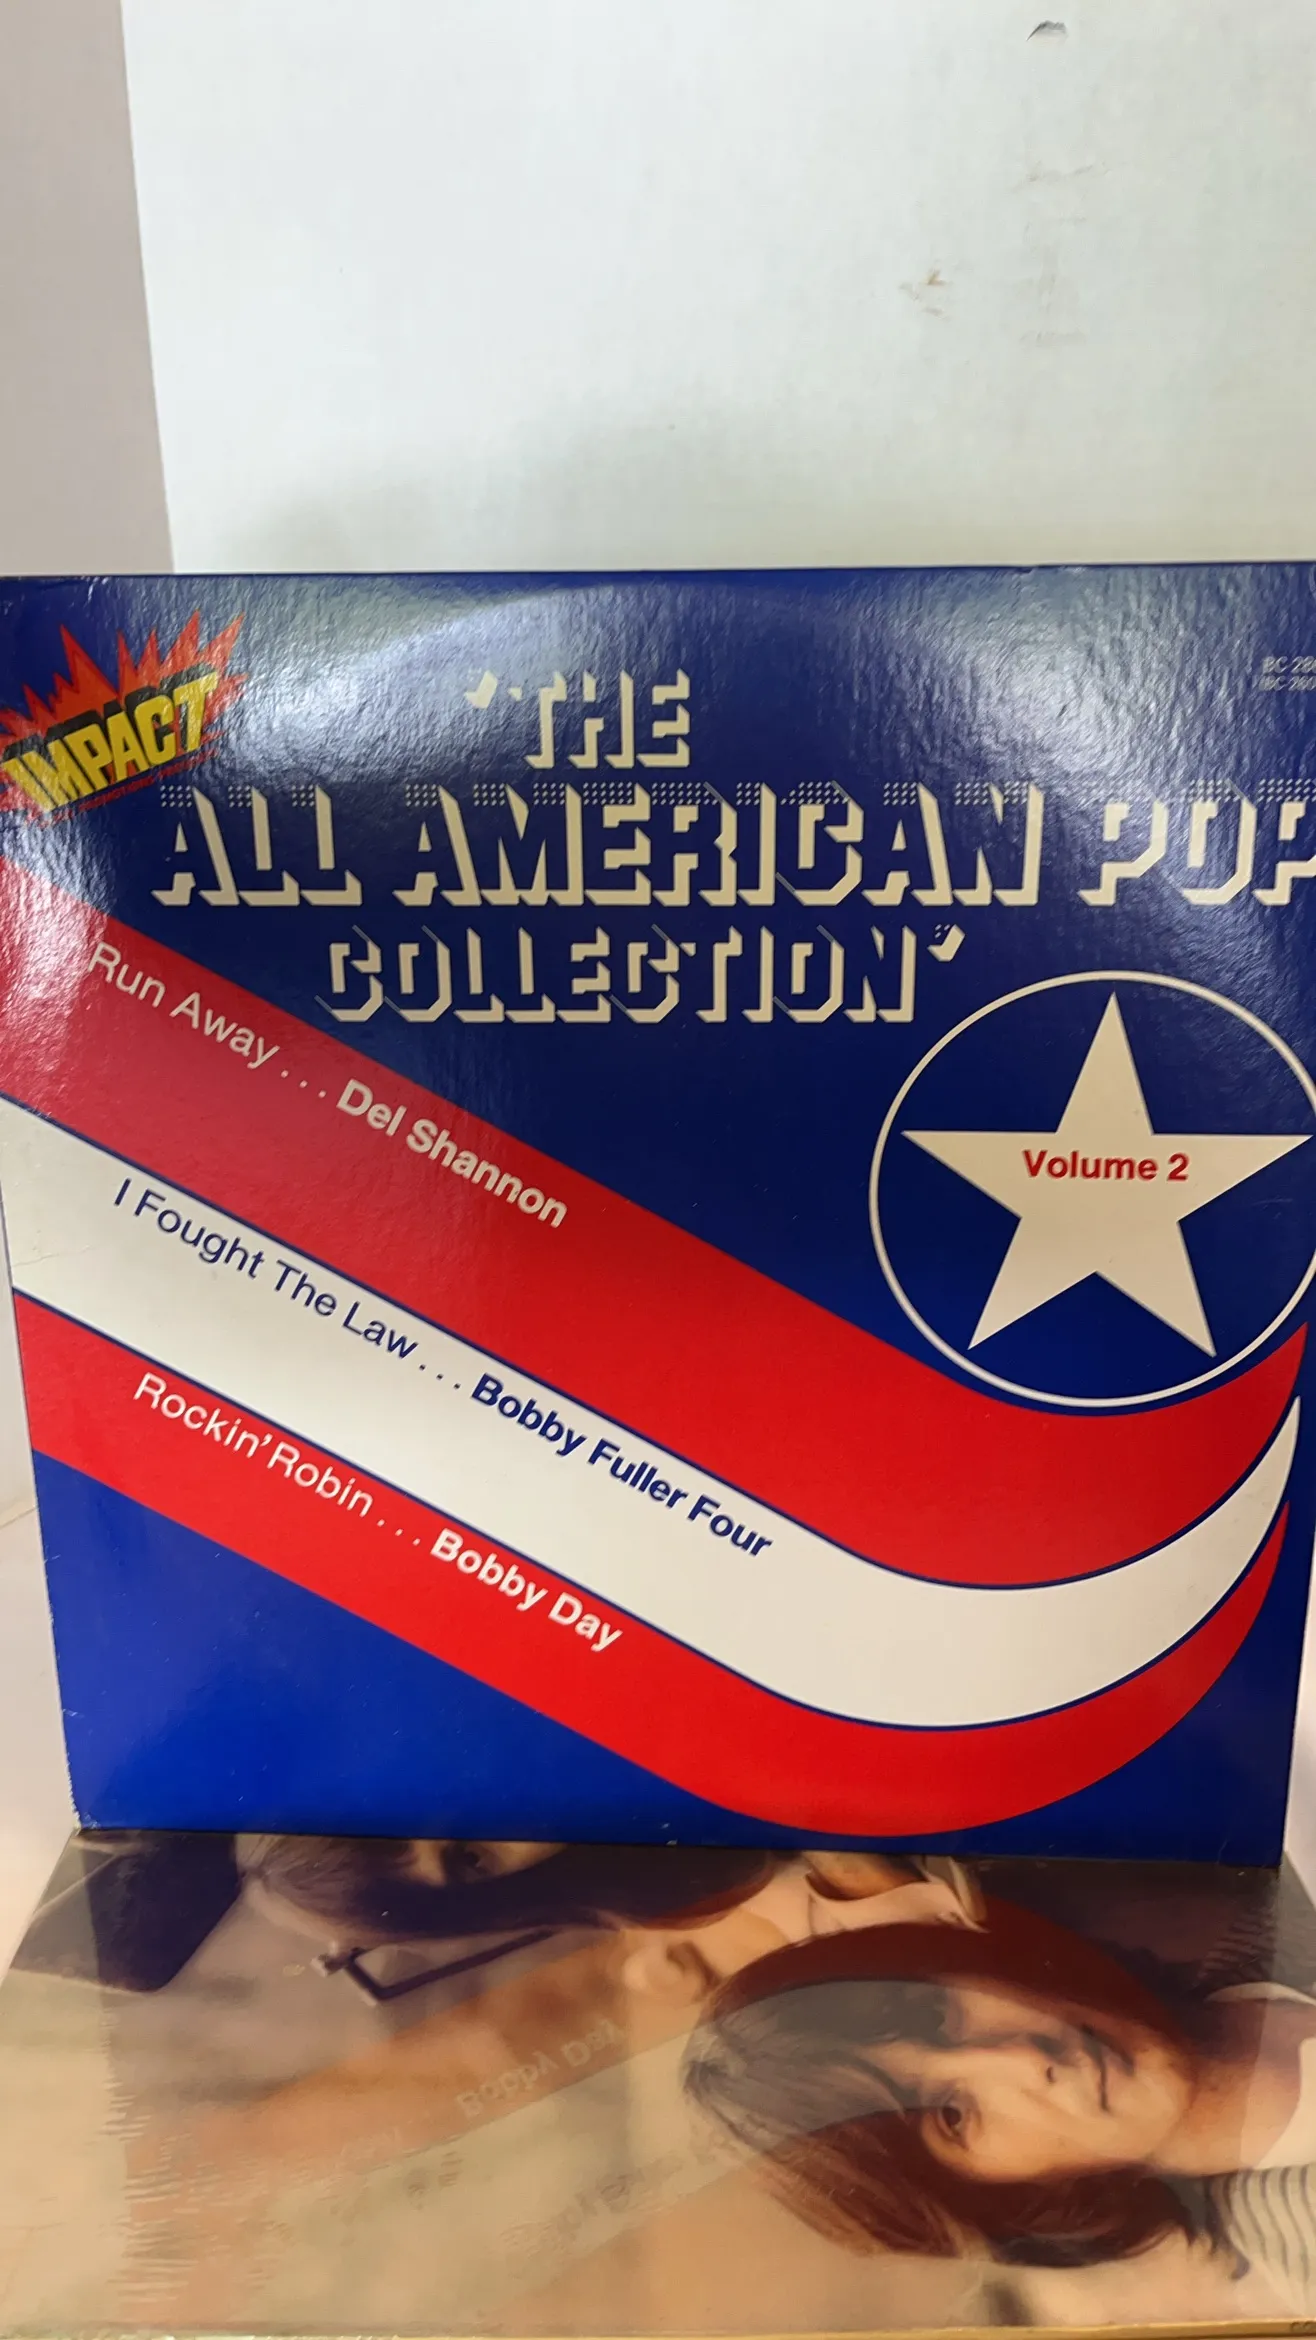 IMPACT
'THE
ALL AMERICAN POP
COLLECTION'
Volume 2
Run Away... Del Shannon
I Fought The Law... Bobby Fuller Four
Rockin' Robin... Bobby Day